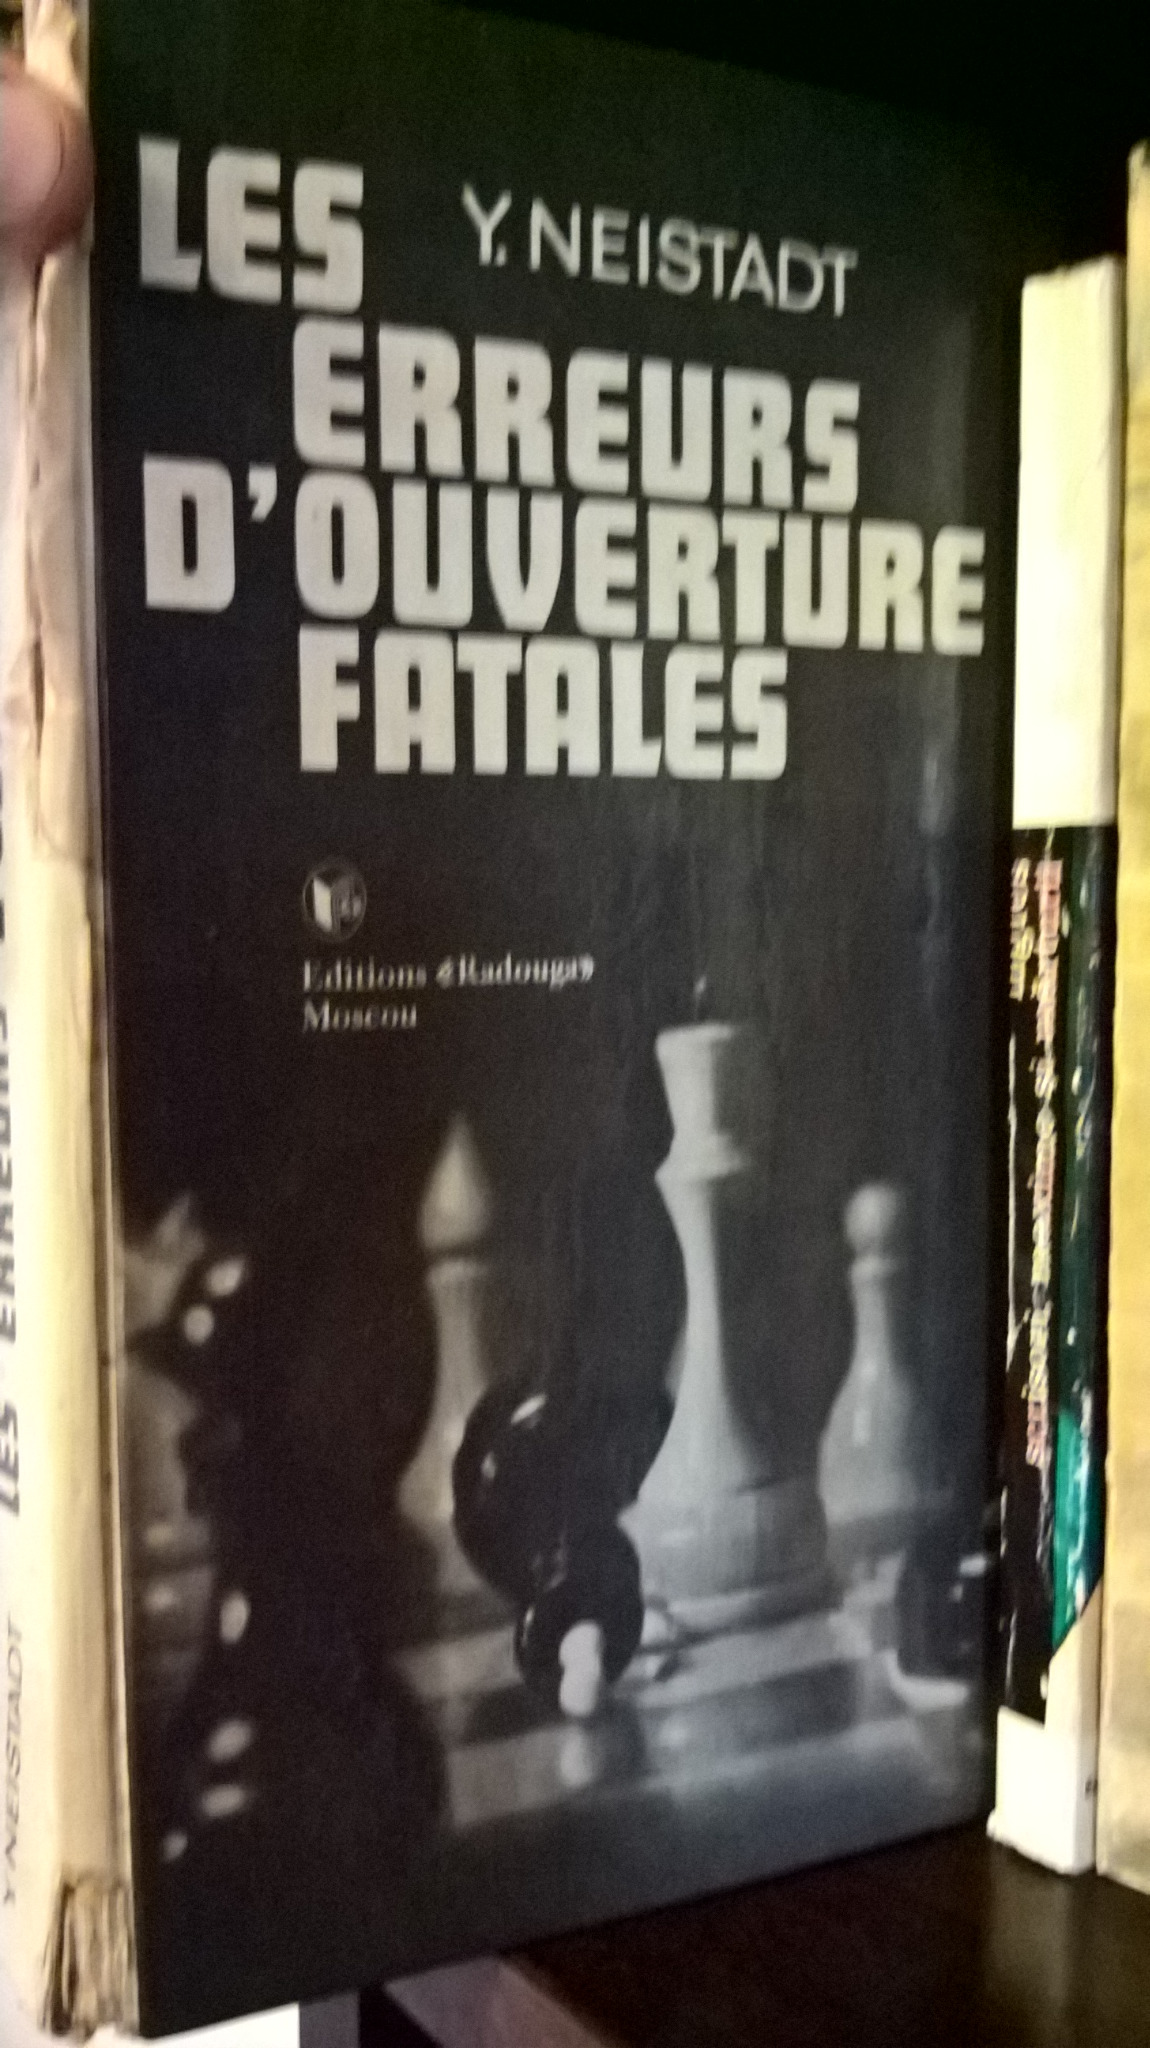 LES
Y. NEISTADT
ERREURS
D'OUVERTURE
FATALES
Editions «Radouga»
Moscou
LES ERREURS
Y. NEISTADT